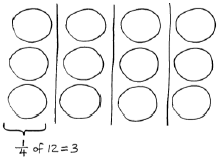 1/4 of 12 = 3